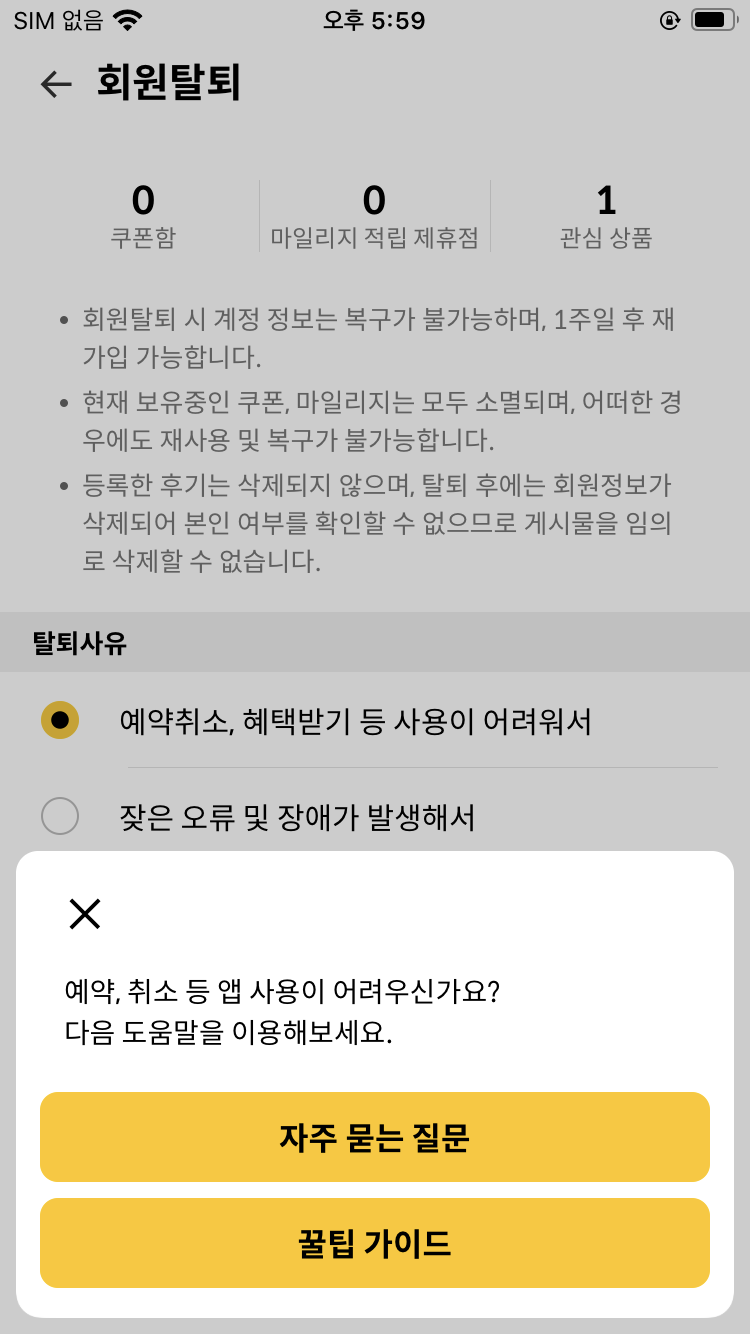 SIM 없음 오후 5:59
회원탈퇴
0 0 1
쿠폰함 마일리지 적립 제휴점 관심 상품
• 회원탈퇴 시 계정 정보는 복구가 불가능하며, 1주일 후 재
가입 가능합니다.
• 현재 보유중인 쿠폰, 마일리지는 모두 소멸되며, 어떠한 경
우에도 재사용 및 복구가 불가능합니다.
• 등록한 후기는 삭제되지 않으며, 탈퇴 후에는 회원정보가
삭제되어 본인 여부를 확인할 수 없으므로 게시물을 임의
로 삭제할 수 없습니다.
탈퇴사유
예약취소, 혜택받기 등 사용이 어려워서
잦은 오류 및 장애가 발생해서
예약, 취소 등 앱 사용이 어려우신가요?
다음 도움말을 이용해보세요.
자주 묻는 질문
꿀팁 가이드